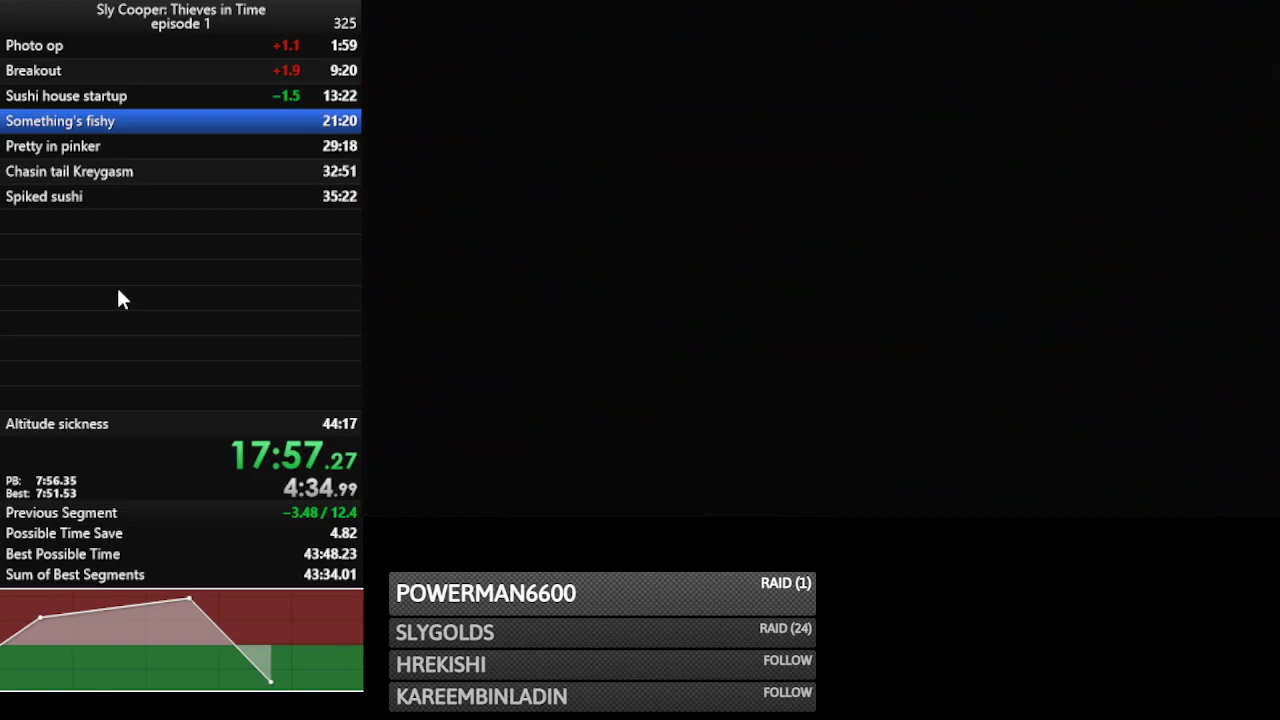 Sly Cooper: Thieves in Time
episode 1 325
Photo op +1.1 1:59
Breakout +1.9 9:20
Sushi house startup −1.5 13:22
Something's fishy 21:20
Pretty in pinker 29:18
Chasin tail Kreygasm 32:51
Spiked sushi 35:22
Altitude sickness 44:17
17:57.27
PB: 7:56.35
Best: 7:51.53
4:34.99
Previous Segment −3.48 / 12.4
Possible Time Save 4.82
Best Possible Time 43:48.23
Sum of Best Segments 43:34.01
POWERMAN6600 RAID (1)
SLYGOLDS RAID (24)
HREKISHI FOLLOW
KAREEMBINLADIN FOLLOW